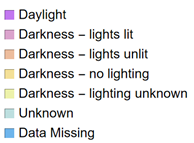 Daylight
Darkness – lights lit
Darkness – lights unlit
Darkness – no lighting
Darkness – lighting unknown
Unknown
Data Missing